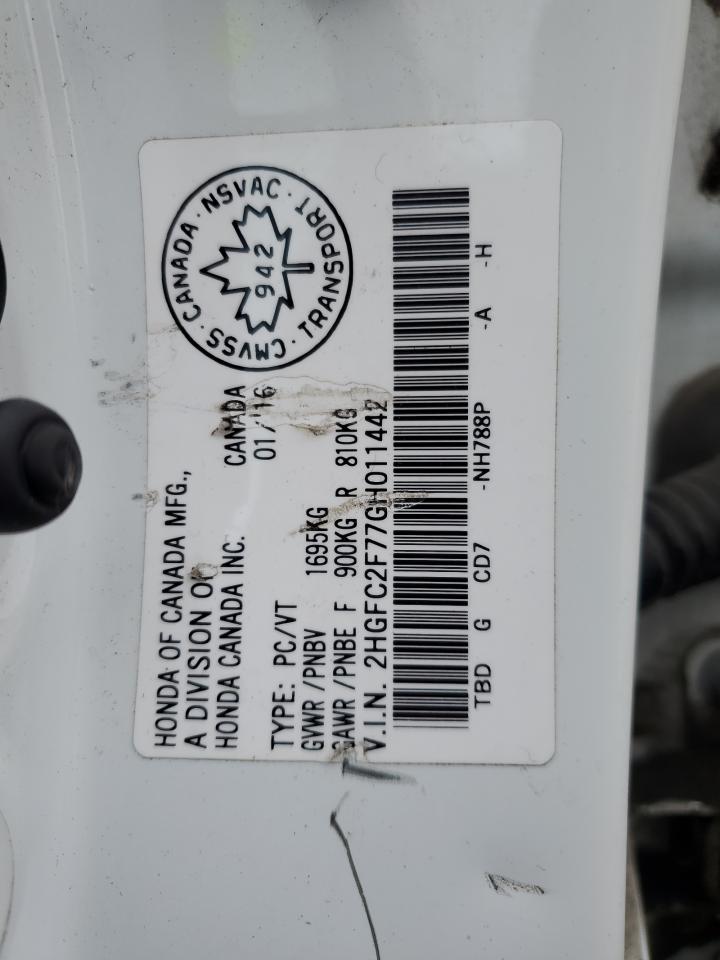 HONDA OF CANADA MFG.,
A DIVISION OF
HONDA CANADA INC. CANADA
TYPE: PC/VT 01/'16
GVWR /PNBV 1695KG
GAWR /PNBE F 900KG R 810KG
V.I.N. 2HGFC2F77GH011442
TBD G CD7 -NH788P -A -H
CMVSS · CANADA · NSVAC · TRANSPORT
942